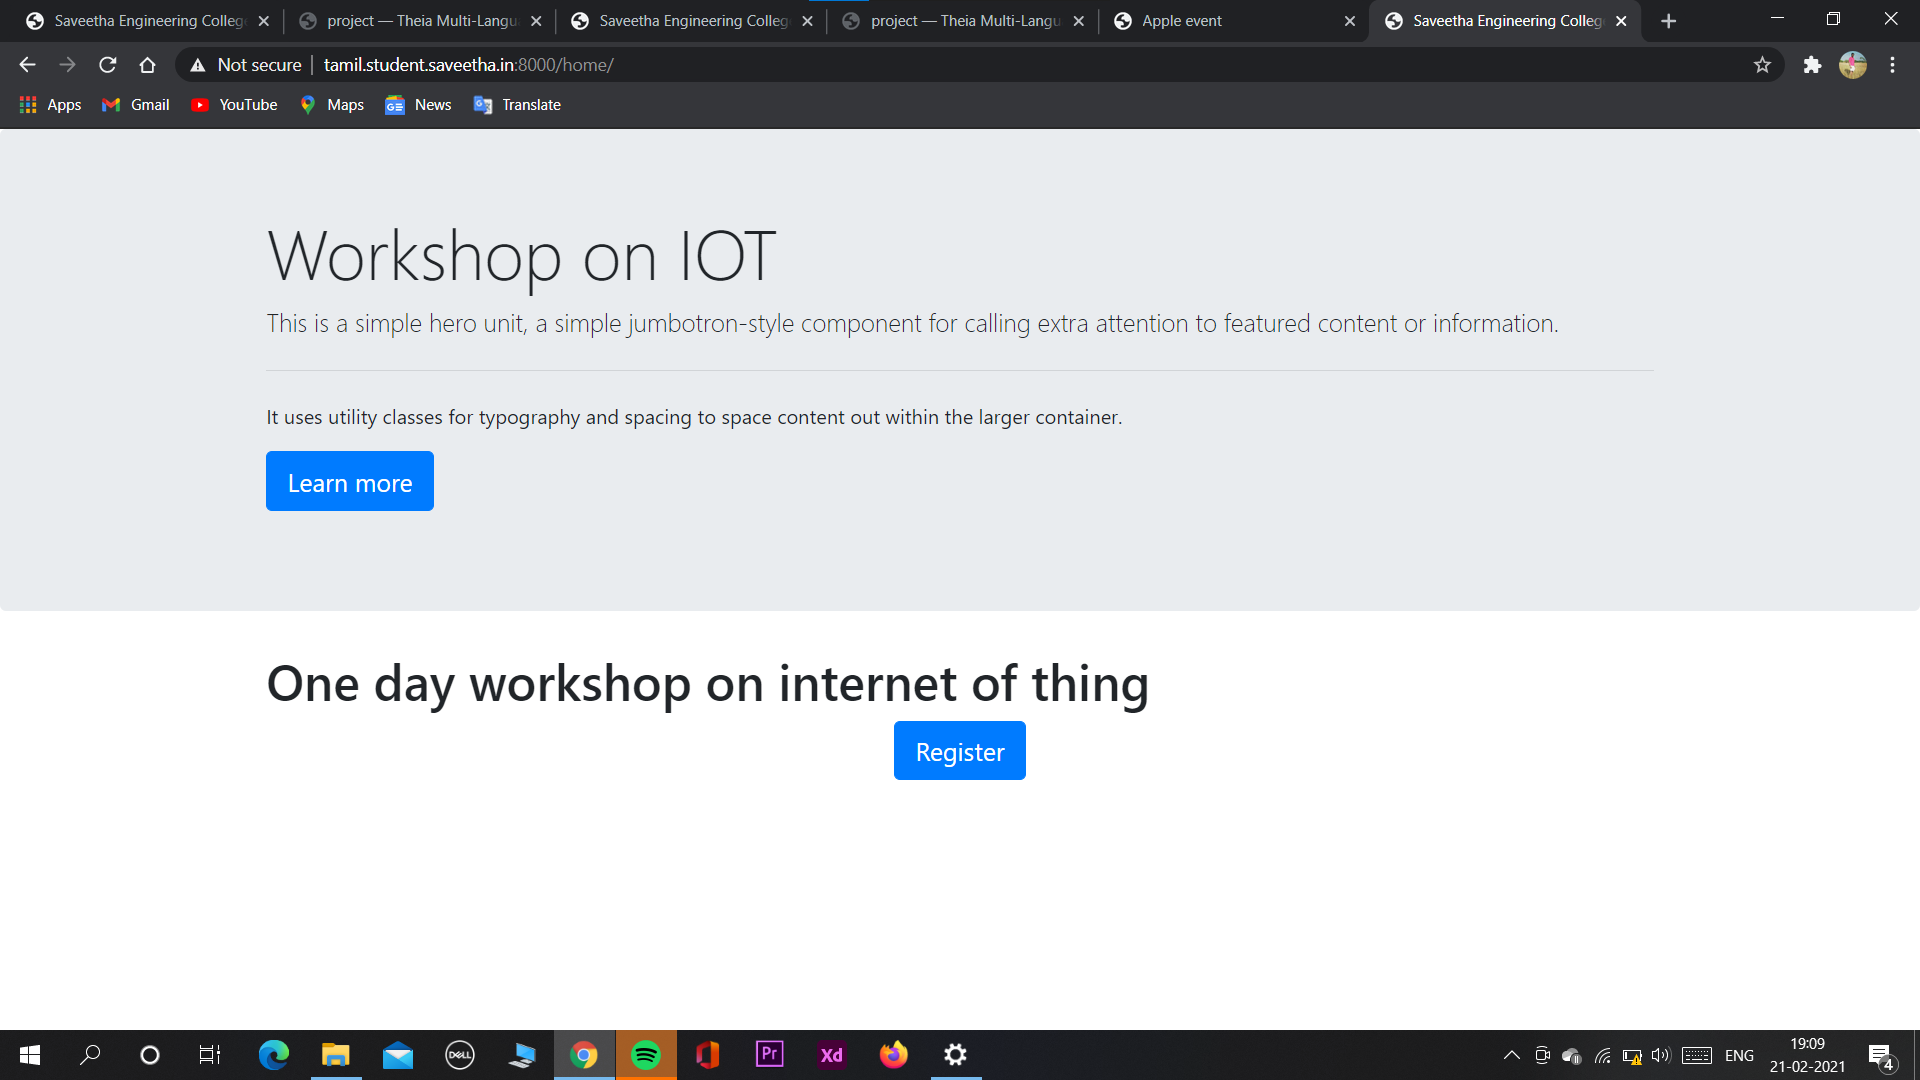 Saveetha Engineering College
project — Theia Multi-Langu
Saveetha Engineering College
project — Theia Multi-Langu
Apple event
Saveetha Engineering College
Not secure
tamil.student.saveetha.in:8000/home/
Apps
Gmail
YouTube
Maps
News
Translate
Workshop on IOT
This is a simple hero unit, a simple jumbotron-style component for calling extra attention to featured content or information.
It uses utility classes for typography and spacing to space content out within the larger container.
Learn more
One day workshop on internet of thing
Register
DELL
Pr
Xd
ENG
19:09
21-02-2021
4